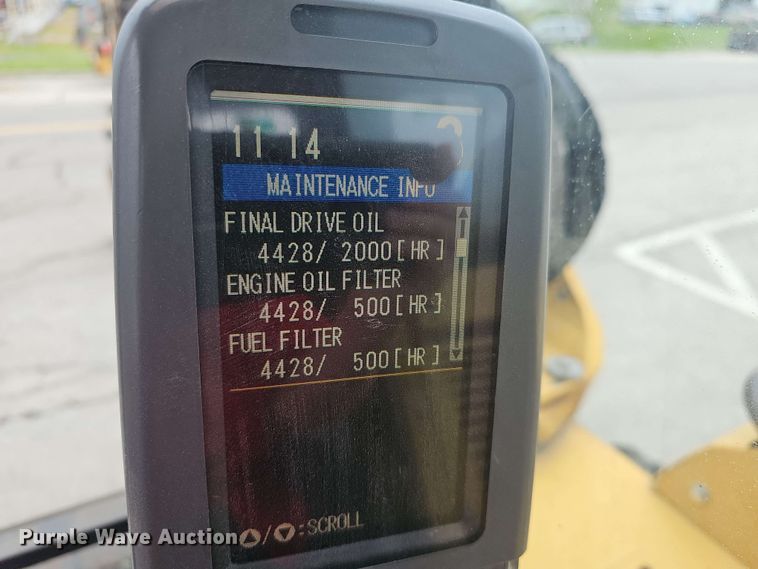 11 14
MAINTENANCE INFO
FINAL DRIVE OIL
4428/ 2000[HR]
ENGINE OIL FILTER
4428/ 500[HR]
FUEL FILTER
4428/ 500[HR]
:SCROLL
Purple Wave Auction